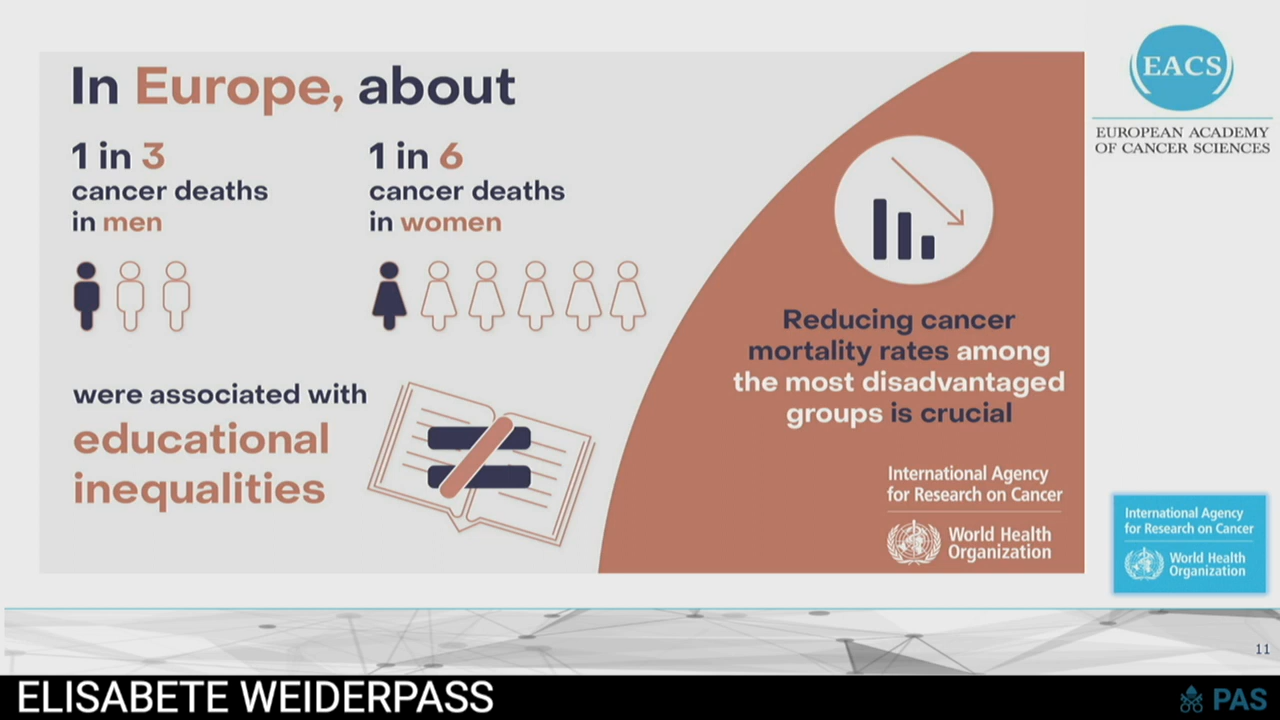 In Europe, about
1 in 3
cancer deaths
in men
1 in 6
cancer deaths
in women
were associated with
educational
inequalities
Reducing cancer
mortality rates among
the most disadvantaged
groups is crucial
International Agency
for Research on Cancer
World Health
Organization
EACS
EUROPEAN ACADEMY
OF CANCER SCIENCES
International Agency
for Research on Cancer
World Health
Organization
11
ELISABETE WEIDERPASS
PAS